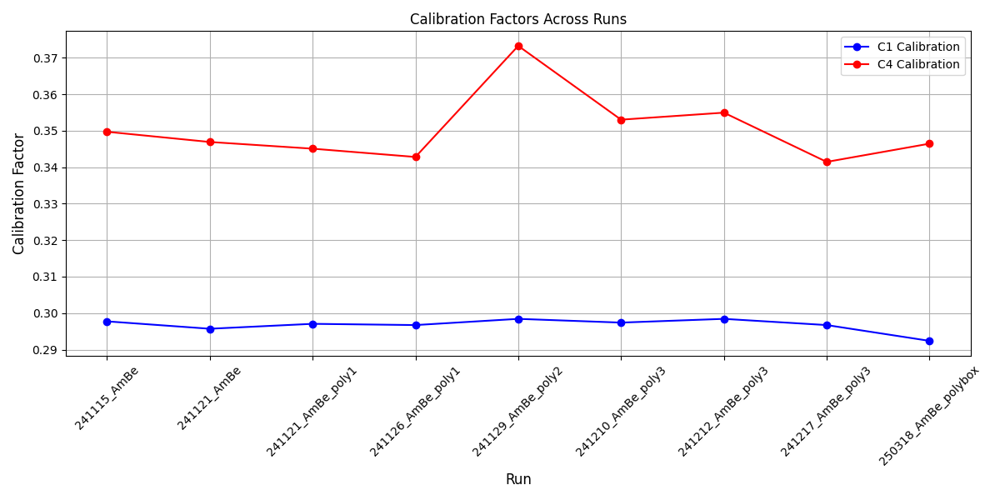 Calibration Factors Across Runs
C1 Calibration
C4 Calibration
Calibration Factor
0.37
0.36
0.35
0.34
0.33
0.32
0.31
0.30
0.29
241115_AmBe
241121_AmBe
241121_AmBe_poly1
241126_AmBe_poly1
241129_AmBe_poly2
241210_AmBe_poly3
241212_AmBe_poly3
241217_AmBe_poly3
250318_AmBe_polybox
Run